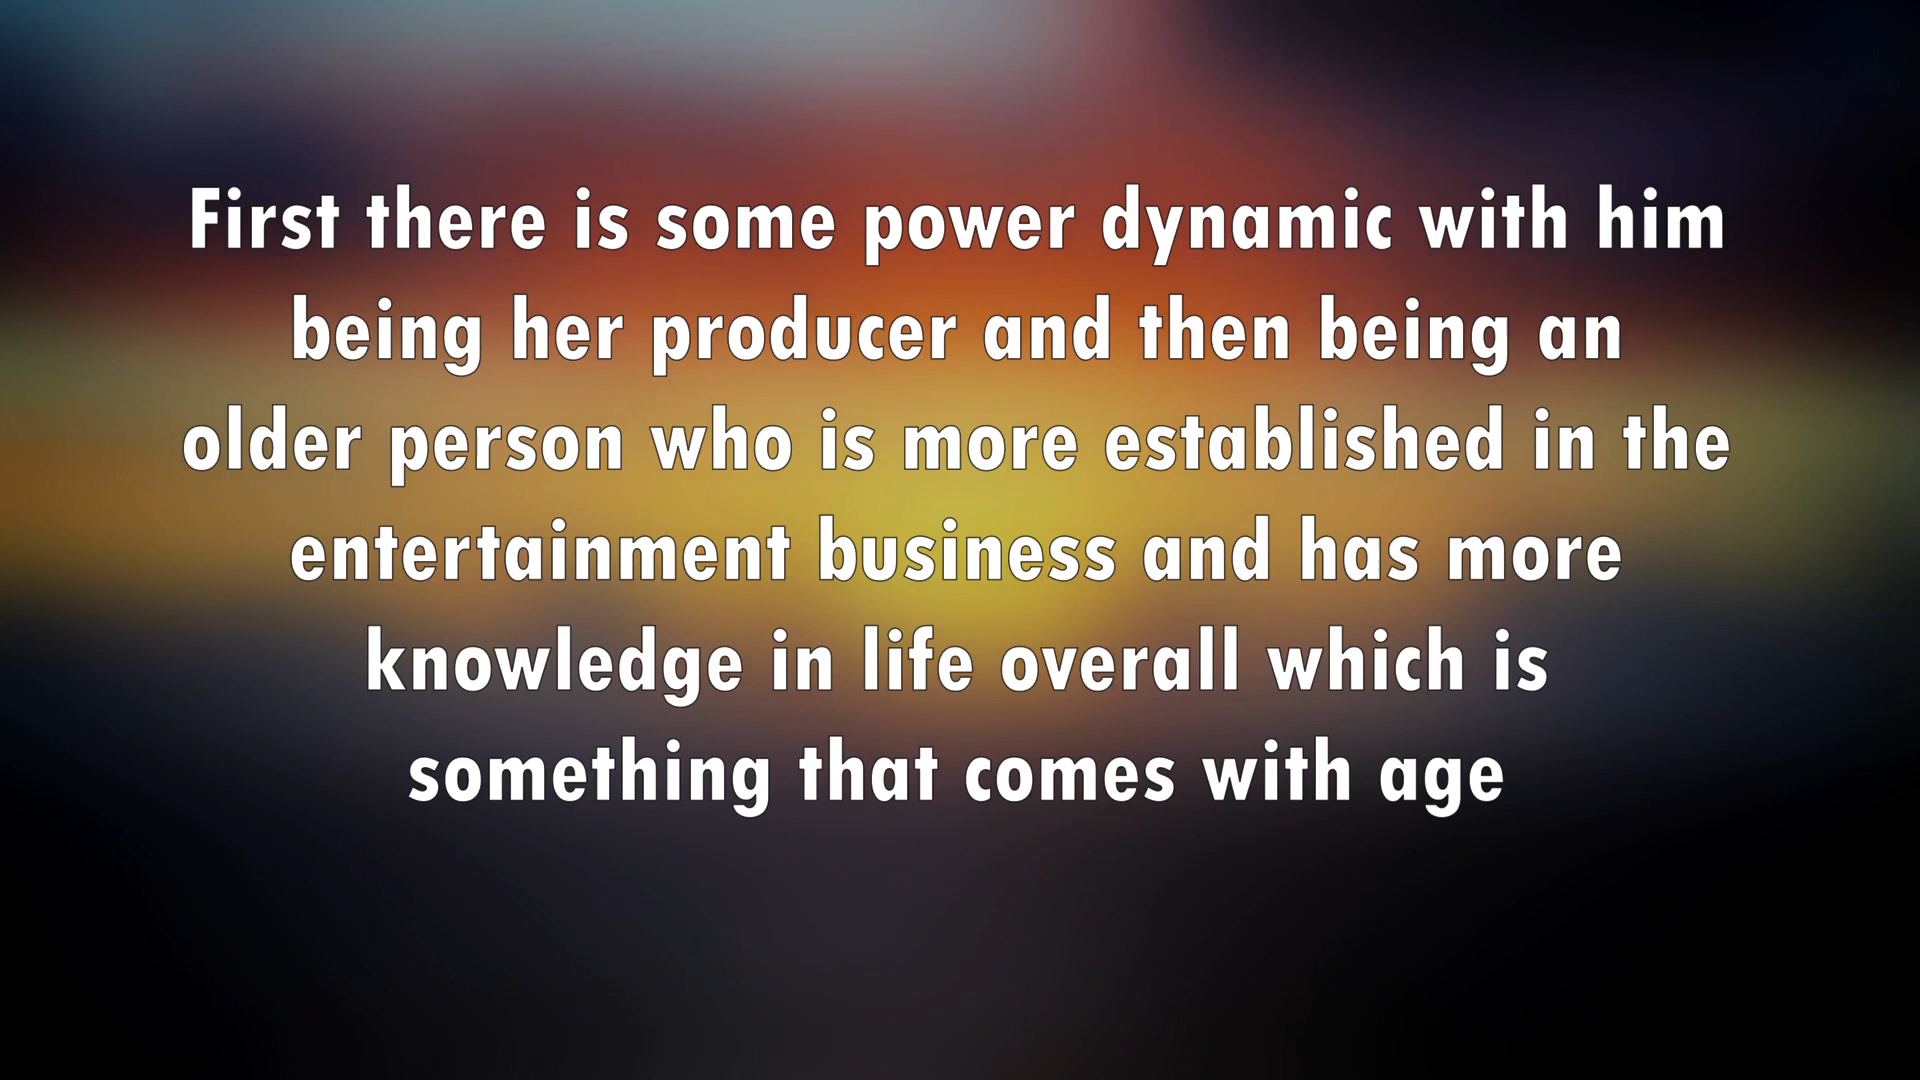 First there is some power dynamic with him
being her producer and then being an
older person who is more established in the
entertainment business and has more
knowledge in life overall which is
something that comes with age